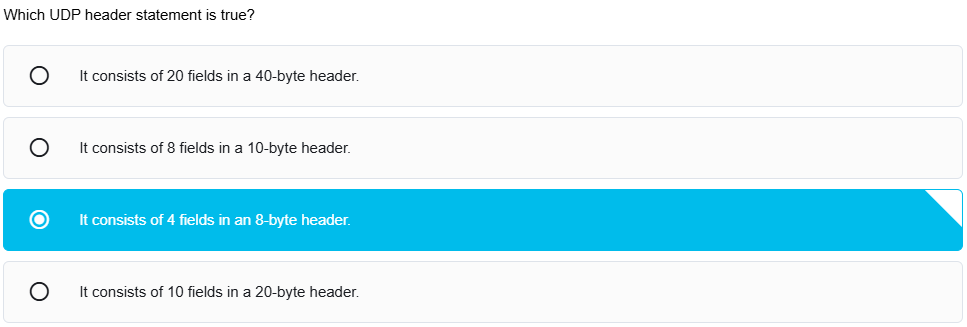 Which UDP header statement is true?
It consists of 20 fields in a 40-byte header.
It consists of 8 fields in a 10-byte header.
It consists of 4 fields in an 8-byte header.
It consists of 10 fields in a 20-byte header.